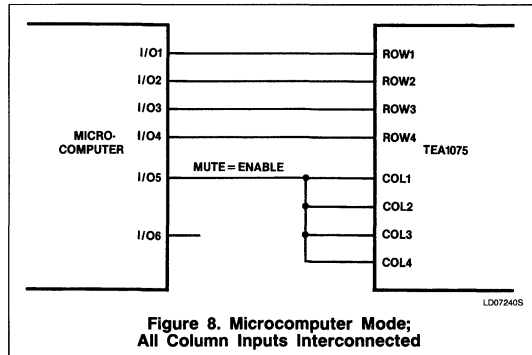 I/O1
I/O2
I/O3
I/O4
MICRO-
COMPUTER
I/O5
I/O6
MUTE = ENABLE
ROW1
ROW2
ROW3
ROW4
TEA1075
COL1
COL2
COL3
COL4
LD07240S
Figure 8. Microcomputer Mode;
All Column Inputs Interconnected